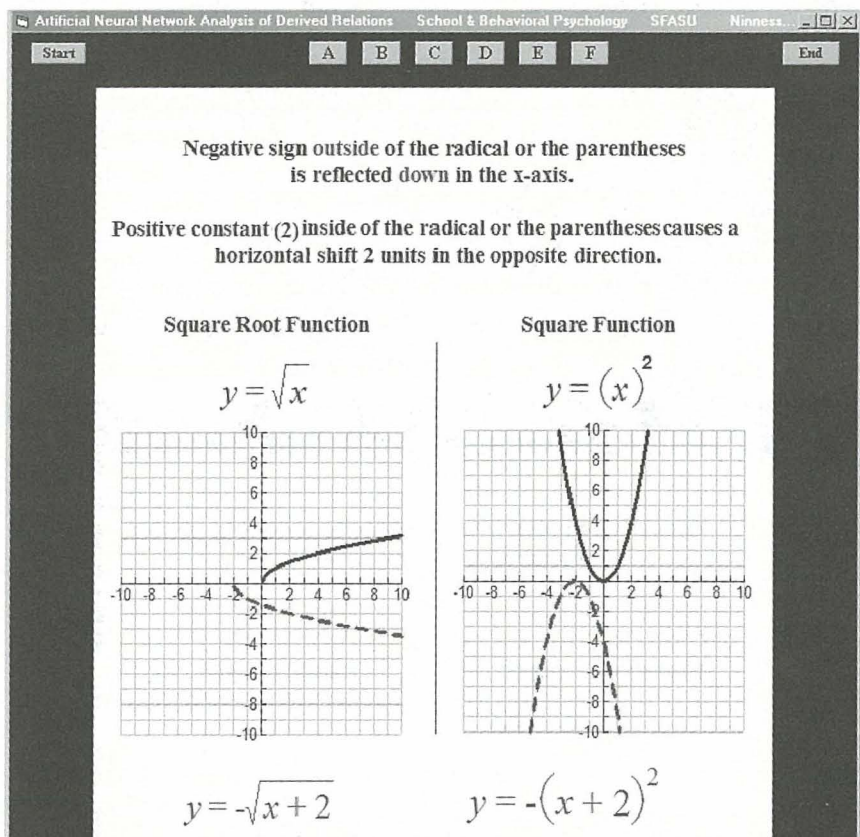 Artificial Neural Network Analysis of Derived Relations School & Behavioral Psychology SFASU Ninness...
Start A B C D E F End
Negative sign outside of the radical or the parentheses
is reflected down in the x-axis.
Positive constant (2) inside of the radical or the parentheses causes a
horizontal shift 2 units in the opposite direction.
Square Root Function
y = √x
10
8
6
4
2
-10 -8 -6 -4 -2 2 4 6 8 10
-2
-4
-6
-8
-10
y = -√x + 2
Square Function
y = (x)²
10
8
6
4
2
-10 -8 -6 -4 -2 2 4 6 8 10
-2
-4
-6
-8
-10
y = -(x + 2)²